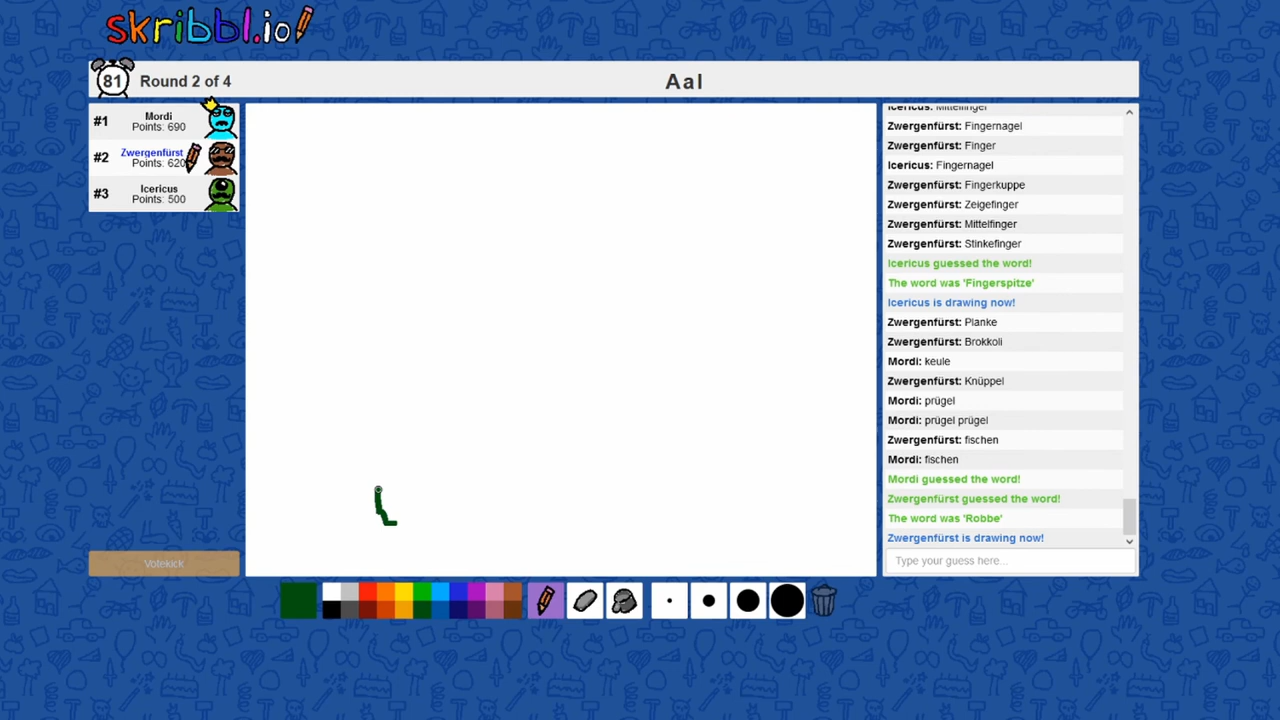 skribbl.io
81
Round 2 of 4
Aal
#1
Mordi
Points: 690
#2
Zwergenfürst
Points: 620
#3
Icericus
Points: 500
Votekick
Icericus: Mittelfinger
Zwergenfürst: Fingernagel
Zwergenfürst: Finger
Icericus: Fingernagel
Zwergenfürst: Fingerkuppe
Zwergenfürst: Zeigefinger
Zwergenfürst: Mittelfinger
Zwergenfürst: Stinkefinger
Icericus guessed the word!
The word was 'Fingerspitze'
Icericus is drawing now!
Zwergenfürst: Planke
Zwergenfürst: Brokkoli
Mordi: keule
Zwergenfürst: Knüppel
Mordi: prügel
Mordi: prügel prügel
Zwergenfürst: fischen
Mordi: fischen
Mordi guessed the word!
Zwergenfürst guessed the word!
The word was 'Robbe'
Zwergenfürst is drawing now!
Type your guess here...